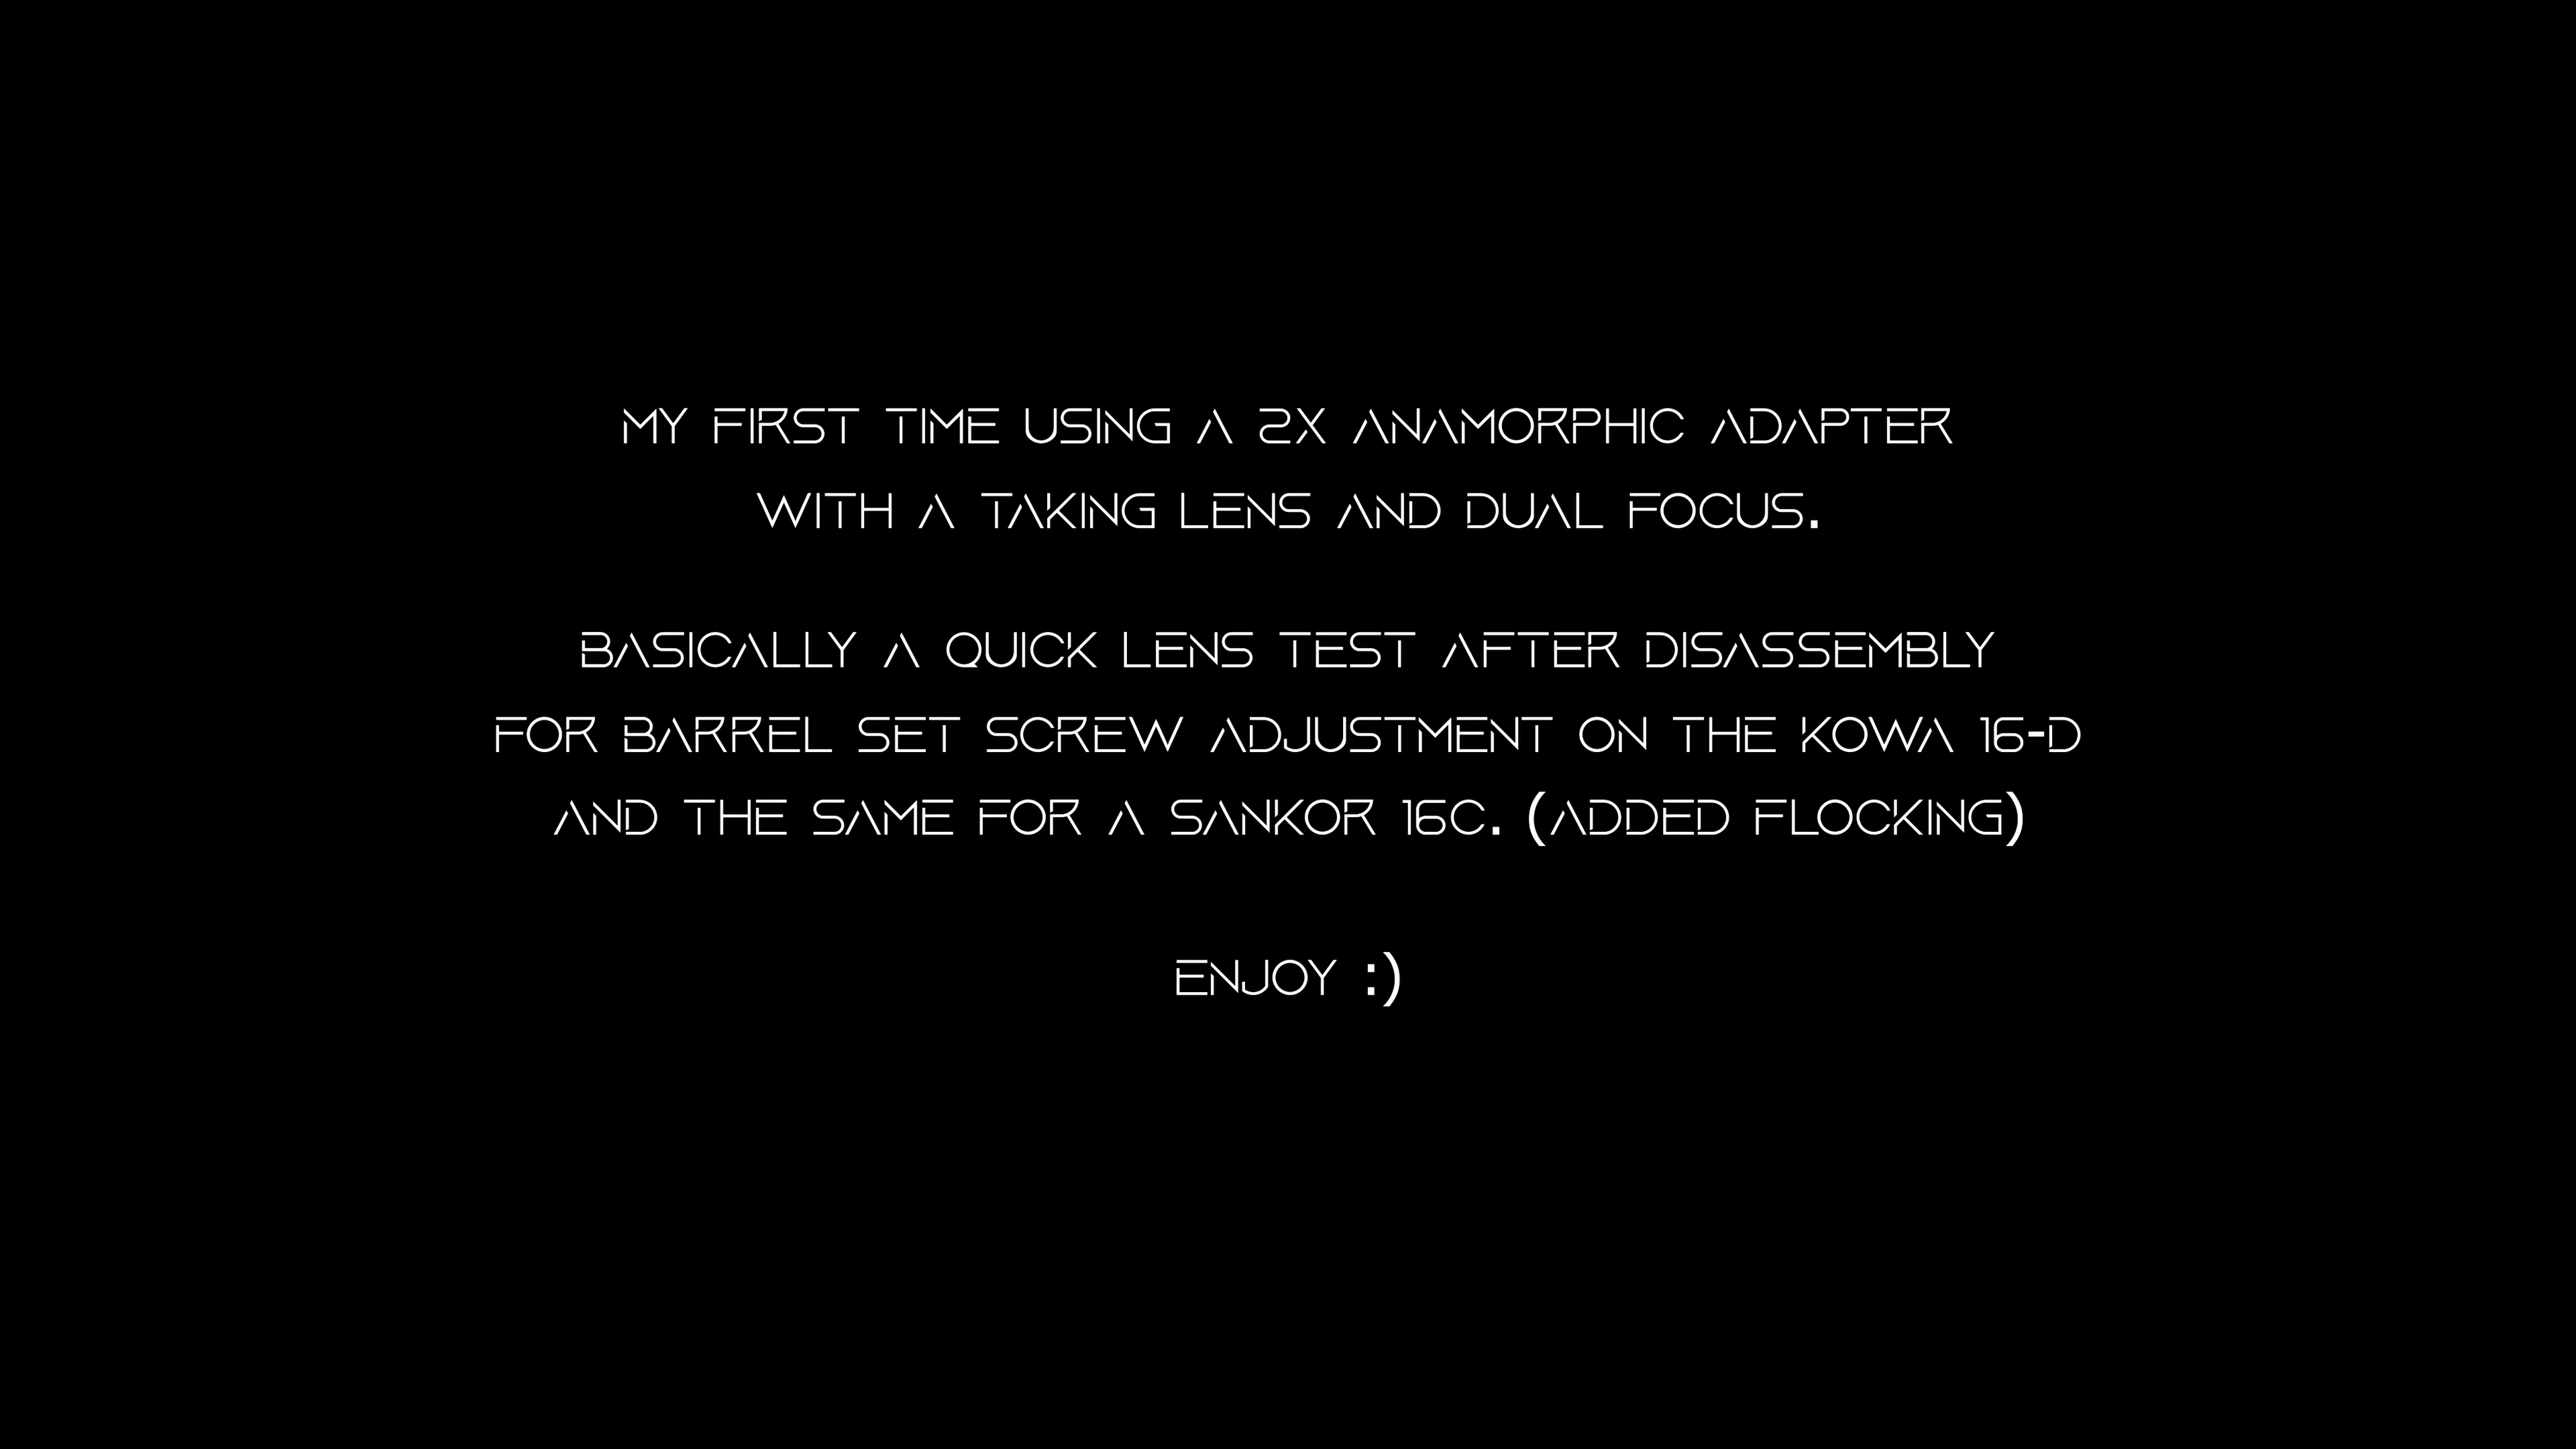 MY FIRST TIME USING A 2X ANAMORPHIC ADAPTER
WITH A TAKING LENS AND DUAL FOCUS.
BASICALLY A QUICK LENS TEST AFTER DISASSEMBLY
FOR BARREL SET SCREW ADJUSTMENT ON THE KOWA 16-D
AND THE SAME FOR A SANKOR 16C. (ADDED FLOCKING)
ENJOY :)